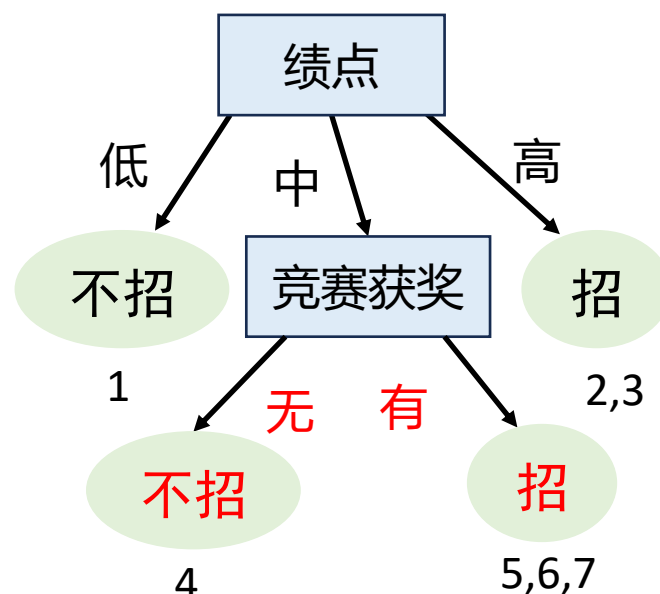 绩点
低
中
高
不招
竞赛获奖
招
1
2,3
无
有
不招
招
4
5,6,7